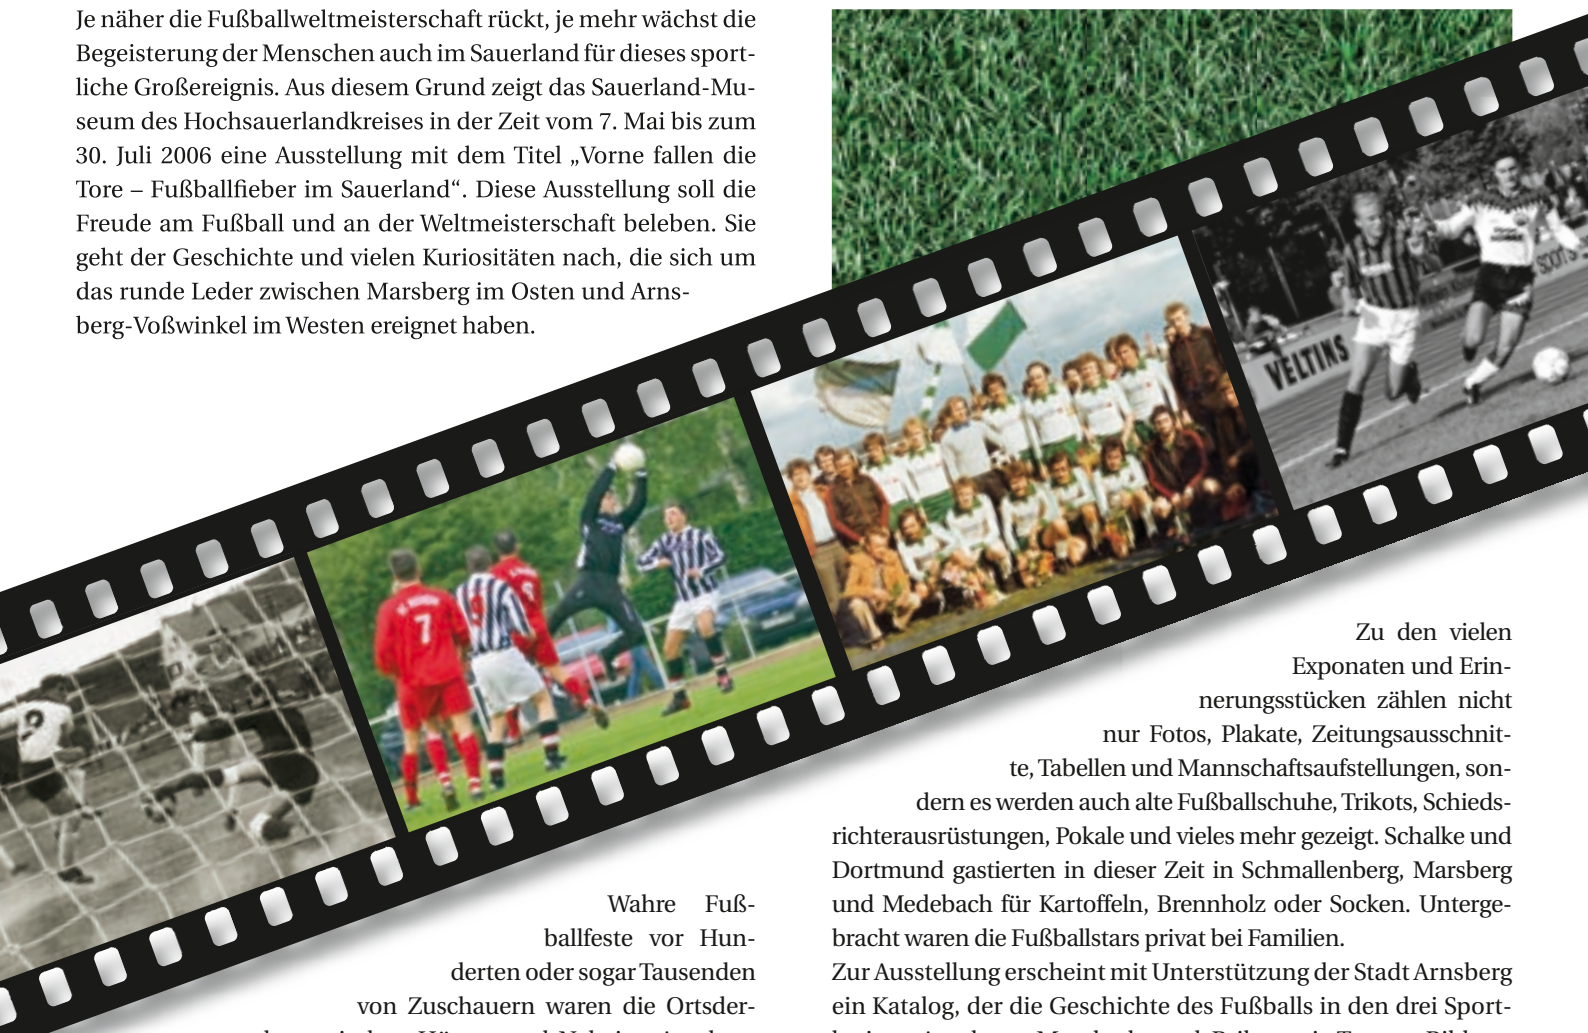 Je näher die Fußballweltmeisterschaft rückt, je mehr wächst die
Begeisterung der Menschen auch im Sauerland für dieses sport-
liche Großereignis. Aus diesem Grund zeigt das Sauerland-Mu-
seum des Hochsauerlandkreises in der Zeit vom 7. Mai bis zum
30. Juli 2006 eine Ausstellung mit dem Titel „Vorne fallen die
Tore – Fußballfieber im Sauerland“. Diese Ausstellung soll die
Freude am Fußball und an der Weltmeisterschaft beleben. Sie
geht der Geschichte und vielen Kuriositäten nach, die sich um
das runde Leder zwischen Marsberg im Osten und Arns-
berg-Voßwinkel im Westen ereignet haben.
VELTINS
7
2
Wahre Fuß-
ballfeste vor Hun-
derten oder sogar Tausenden
von Zuschauern waren die Ortsder-
Zu den vielen
Exponaten und Erin-
nerungsstücken zählen nicht
nur Fotos, Plakate, Zeitungsausschnit-
te, Tabellen und Mannschaftsaufstellungen, son-
dern es werden auch alte Fußballschuhe, Trikots, Schieds-
richterausrüstungen, Pokale und vieles mehr gezeigt. Schalke und
Dortmund gastierten in dieser Zeit in Schmallenberg, Marsberg
und Medebach für Kartoffeln, Brennholz oder Socken. Unterge-
bracht waren die Fußballstars privat bei Familien.
Zur Ausstellung erscheint mit Unterstützung der Stadt Arnsberg
ein Katalog, der die Geschichte des Fußballs in den drei Sport-